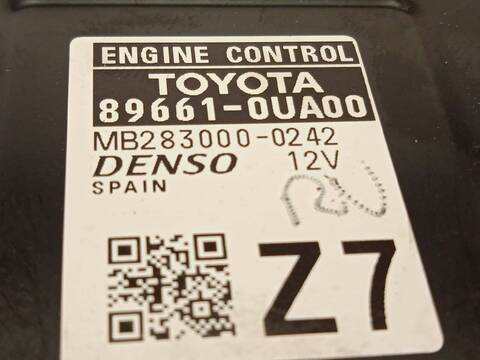 ENGINE CONTROL
TOYOTA
89661-0UA00
MB283000-0242
DENSO 12V
SPAIN
Z7